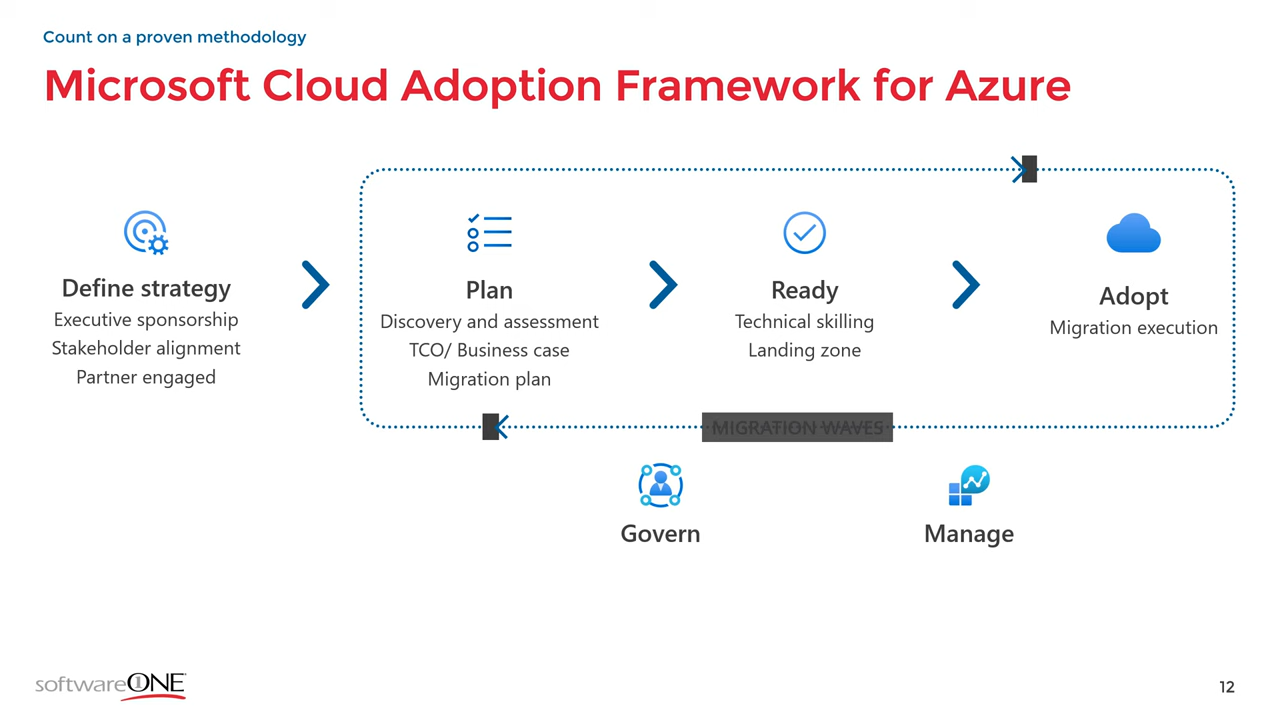 Count on a proven methodology
Microsoft Cloud Adoption Framework for Azure
Define strategy
Executive sponsorship
Stakeholder alignment
Partner engaged
Plan
Discovery and assessment
TCO/ Business case
Migration plan
Ready
Technical skilling
Landing zone
Adopt
Migration execution
MIGRATION WAVES
Govern
Manage
softwareONE
12